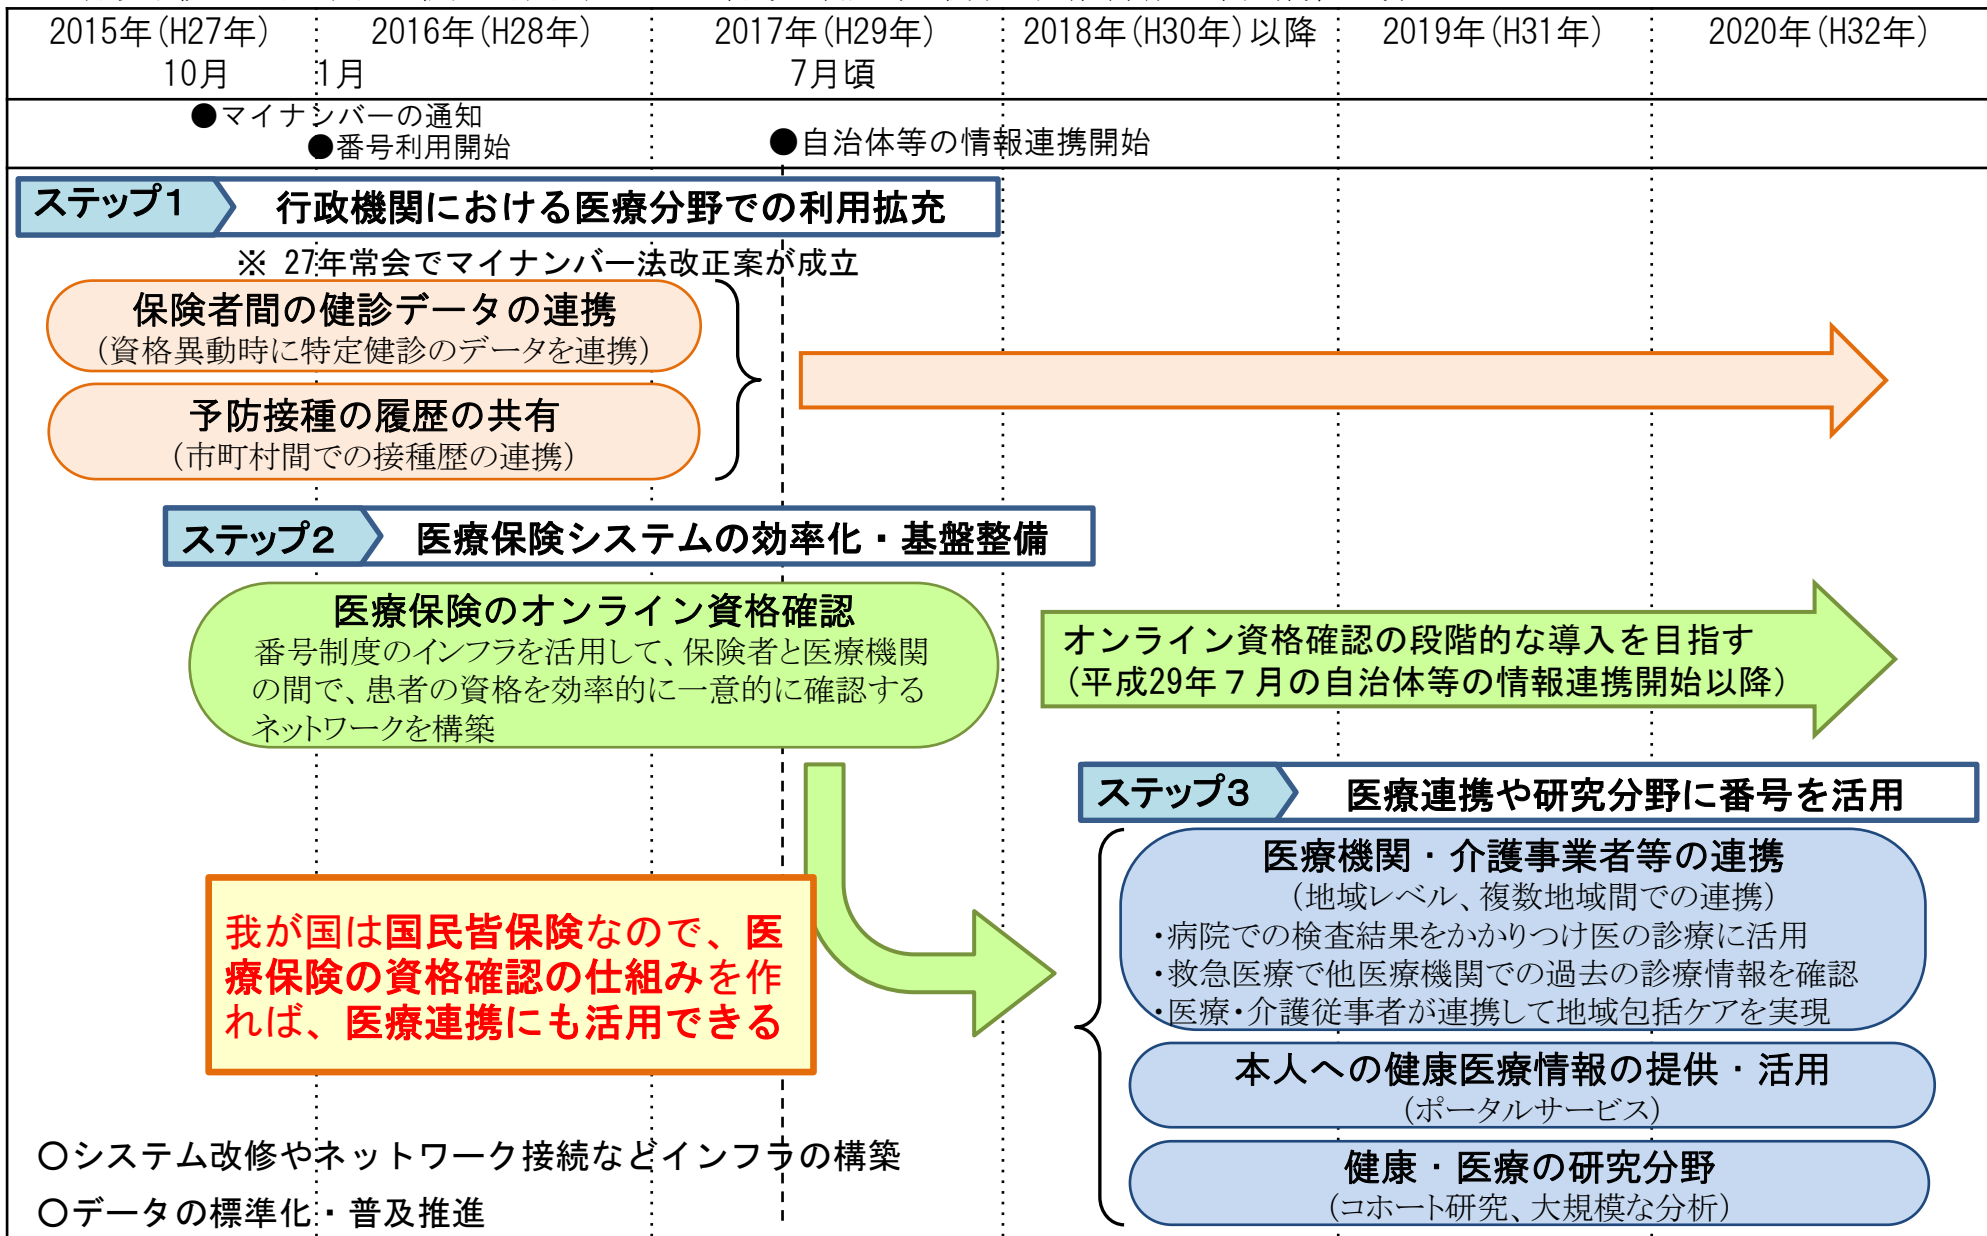 2015年(H27年)
10月
2016年(H28年)
1月
2017年(H29年)
7月頃
2018年(H30年)以降
2019年(H31年)
2020年(H32年)
●マイナンバーの通知
●番号利用開始
●自治体等の情報連携開始
ステップ1
行政機関における医療分野での利用拡充
※ 27年常会でマイナンバー法改正案が成立
保険者間の健診データの連携
(資格異動時に特定健診のデータを連携)
予防接種の履歴の共有
(市町村間での接種歴の連携)
ステップ2
医療保険システムの効率化・基盤整備
医療保険のオンライン資格確認
番号制度のインフラを活用して、保険者と医療機関
の間で、患者の資格を効率的に一意的に確認する
ネットワークを構築
オンライン資格確認の段階的な導入を目指す
(平成29年7月の自治体等の情報連携開始以降)
ステップ3
医療連携や研究分野に番号を活用
医療機関・介護事業者等の連携
(地域レベル、複数地域間での連携)
・病院での検査結果をかかりつけ医の診療に活用
・救急医療で他医療機関での過去の診療情報を確認
・医療・介護従事者が連携して地域包括ケアを実現
本人への健康医療情報の提供・活用
(ポータルサービス)
健康・医療の研究分野
(コホート研究、大規模な分析)
我が国は国民皆保険なので、医
療保険の資格確認の仕組みを作
れば、医療連携にも活用できる
○システム改修やネットワーク接続などインフラの構築
○データの標準化・普及推進